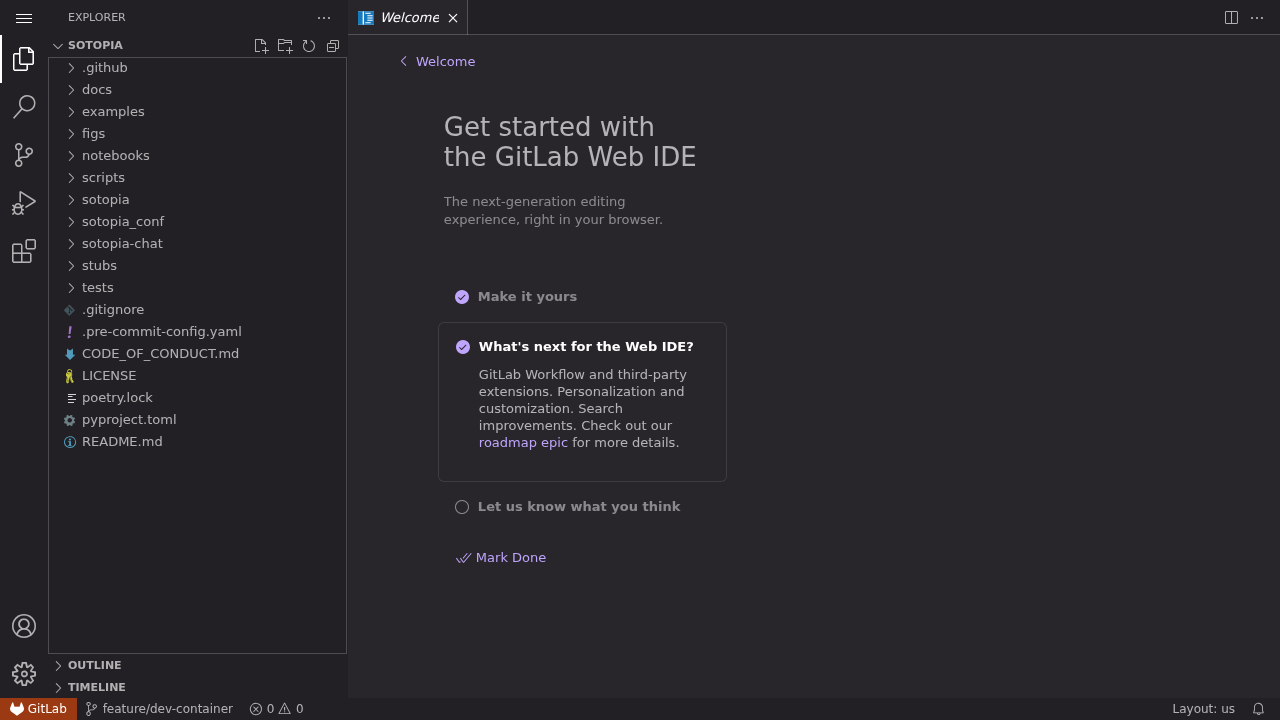 EXPLORER
SOTOPIA
.github
docs
examples
figs
notebooks
scripts
sotopia
sotopia_conf
sotopia-chat
stubs
tests
.gitignore
.pre-commit-config.yaml
CODE_OF_CONDUCT.md
LICENSE
poetry.lock
pyproject.toml
README.md
OUTLINE
TIMELINE
Welcome
Welcome
Get started with
the GitLab Web IDE
The next-generation editing
experience, right in your browser.
Make it yours
What's next for the Web IDE?
GitLab Workflow and third-party
extensions. Personalization and
customization. Search
improvements. Check out our
roadmap epic for more details.
Let us know what you think
Mark Done
GitLab feature/dev-container 0 0 Layout: us